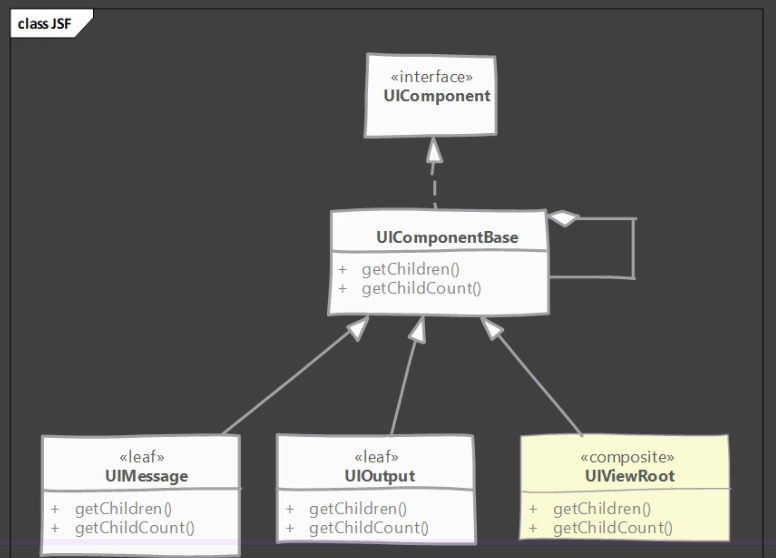 class JSF
«interface»
UIComponent
UIComponentBase
+ getChildren()
+ getChildCount()
«leaf»
UIMessage
+ getChildren()
+ getChildCount()
«leaf»
UIOutput
+ getChildren()
+ getChildCount()
«composite»
UIViewRoot
+ getChildren()
+ getChildCount()